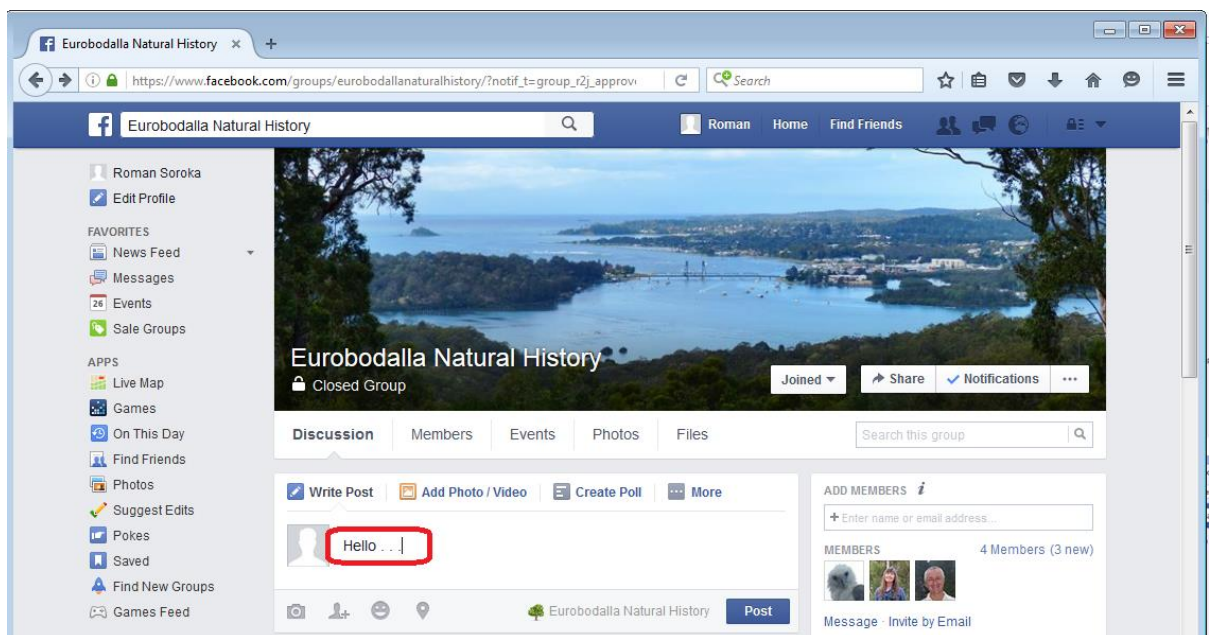 Eurobodalla Natural History × +
https://www.facebook.com/groups/eurobodallanaturalhistory/?notif_t=group_r2j_approve
Search
Eurobodalla Natural History
Roman Home Find Friends
Roman Soroka
Edit Profile
FAVORITES
News Feed
Messages
26 Events
Sale Groups
APPS
Live Map
Games
On This Day
Find Friends
Photos
Suggest Edits
Pokes
Saved
Find New Groups
Games Feed
Eurobodalla Natural History
Closed Group
Joined Share Notifications ...
Discussion Members Events Photos Files
Search this group
Write Post Add Photo / Video Create Poll More
Hello . . .
Eurobodalla Natural History Post
ADD MEMBERS i
+ Enter name or email address...
MEMBERS 4 Members (3 new)
Message · Invite by Email